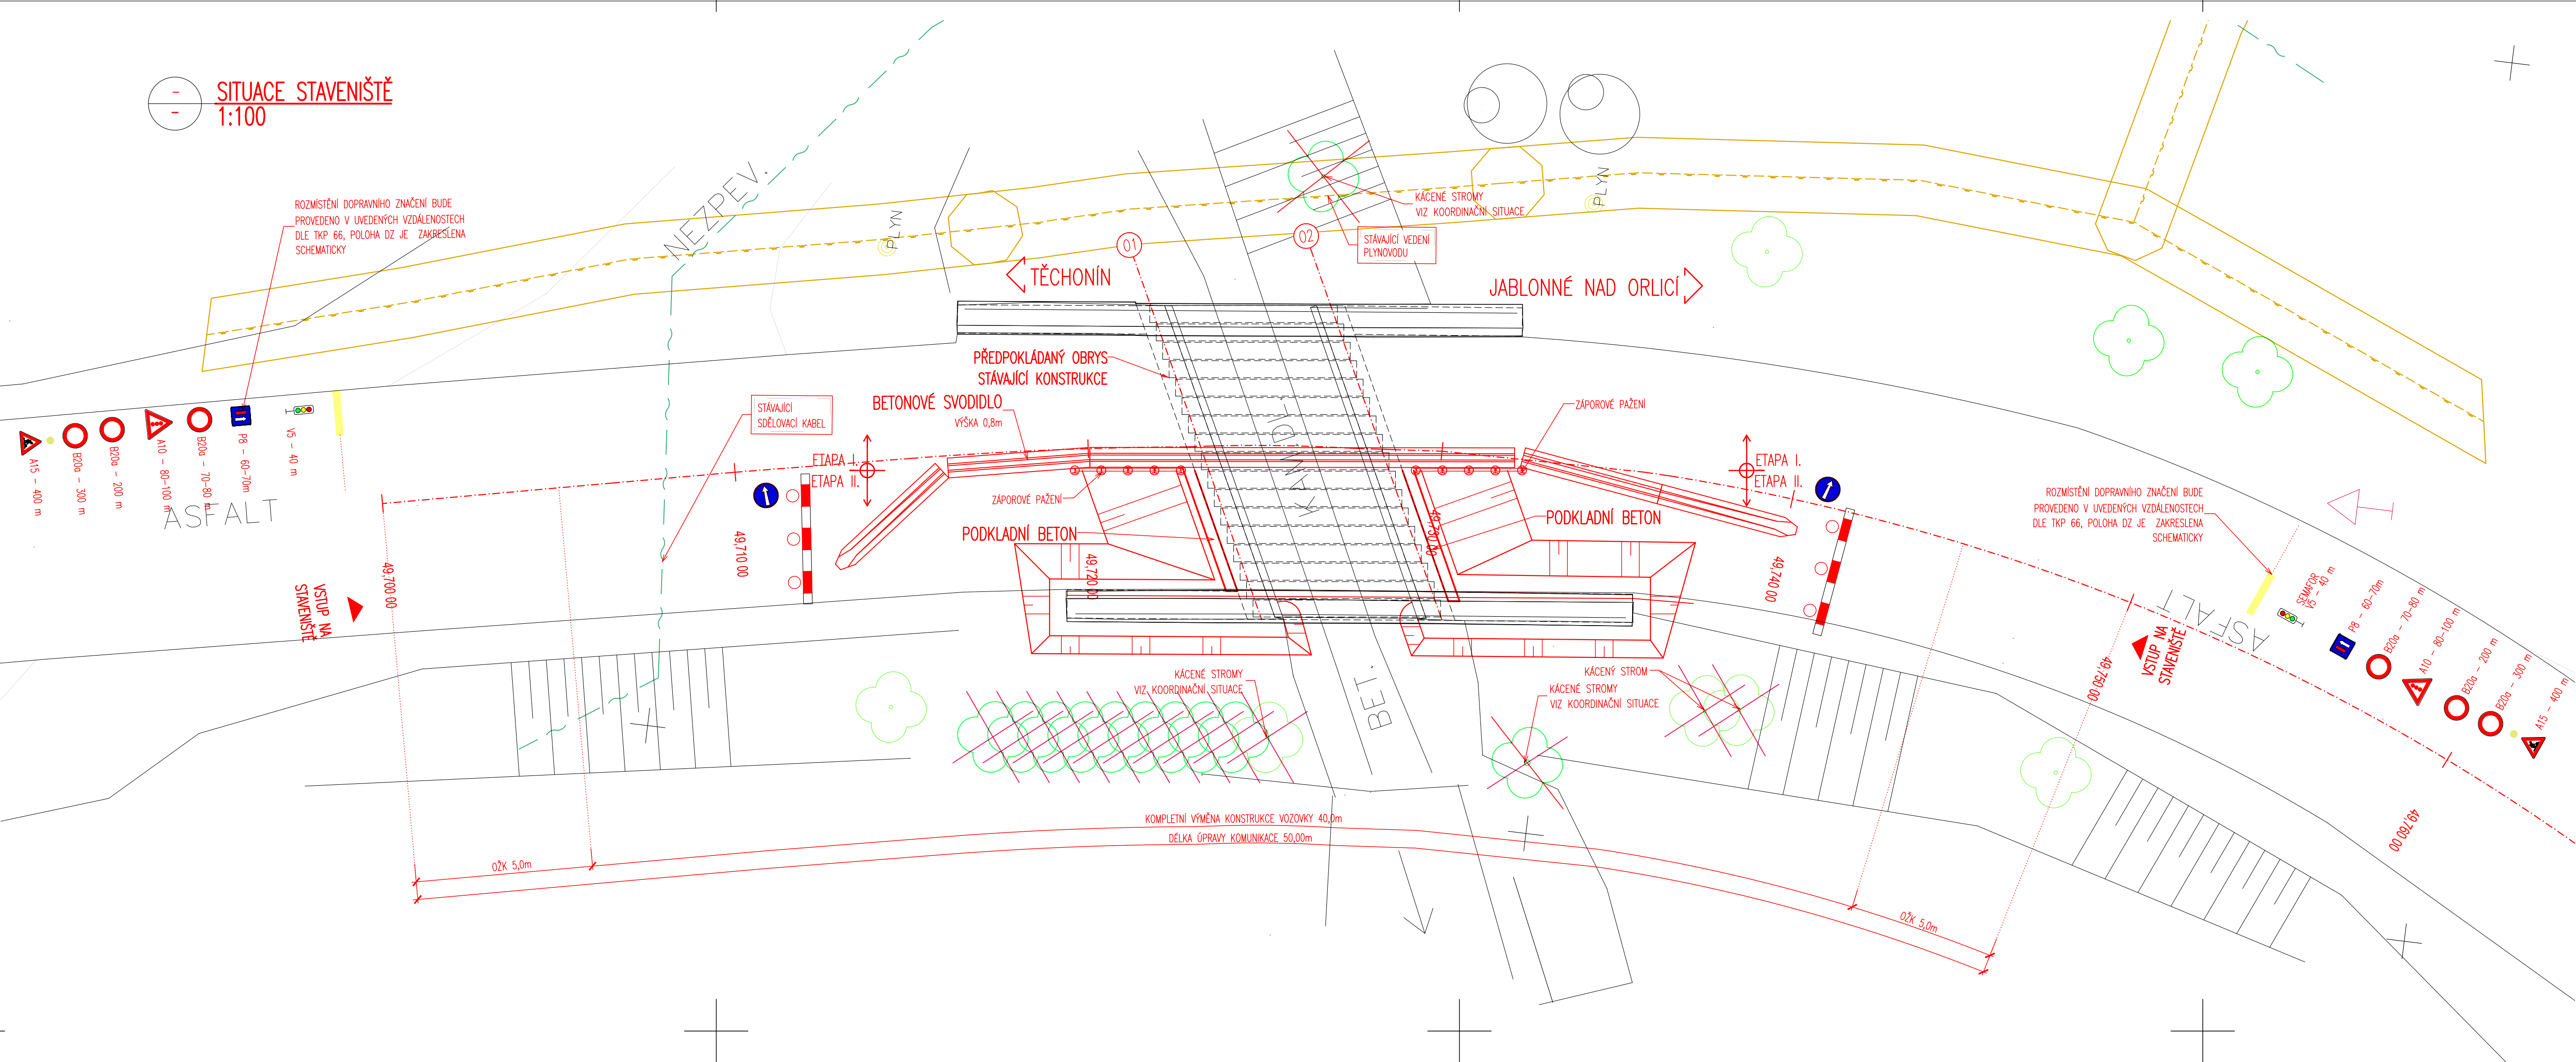 SITUACE STAVENIŠTĚ
1:100
ROZMÍSTĚNÍ DOPRAVNÍHO ZNAČENÍ BUDE
PROVEDENO V UVEDENÝCH VZDÁLENOSTECH
DLE TKP 66, POLOHA DZ JE ZAKRESLENA
SCHEMATICKY
NEZPEV.
PLYN
01
02
KÁCENÉ STROMY
VIZ KOORDINAČNÍ SITUACE
PLYN
STÁVAJÍCÍ VEDENÍ
PLYNOVODU
TĚCHONÍN
JABLONNÉ NAD ORLICÍ
PŘEDPOKLÁDANÝ OBRYS
STÁVAJÍCÍ KONSTRUKCE
BETONOVÉ SVODIDLO
VÝŠKA 0,8m
STÁVAJÍCÍ
SDĚLOVACÍ KABEL
ZÁPOROVÉ PAŽENÍ
A15 - 400 m
B20a - 300 m
B20a - 200 m
A10 - 80-100 m
B20a - 70-80 m
P8 - 60-70m
V5 - 40 m
ASFALT
ETAPA I.
ETAPA II.
ETAPA I.
ETAPA II.
ZÁPOROVÉ PAŽENÍ
PODKLADNÍ BETON
PODKLADNÍ BETON
ROZMÍSTĚNÍ DOPRAVNÍHO ZNAČENÍ BUDE
PROVEDENO V UVEDENÝCH VZDÁLENOSTECH
DLE TKP 66, POLOHA DZ JE ZAKRESLENA
SCHEMATICKY
VSTUP NA
STAVENIŠTĚ
49,700 00
49,710 00
49,720 00
49,730 00
49,740 00
49,750 00
49,760 00
BET.
ASFALT
VSTUP NA
STAVENIŠTĚ
SEMAFOR
V5 - 40 m
P8 - 60-70m
B20a - 70-80 m
A10 - 80-100 m
B20a - 200 m
B20a - 300 m
A15 - 400 m
KÁCENÉ STROMY
VIZ KOORDINAČNÍ SITUACE
KÁCENÝ STROM
KÁCENÉ STROMY
VIZ KOORDINAČNÍ SITUACE
KOMPLETNÍ VÝMĚNA KONSTRUKCE VOZOVKY 40,0m
DÉLKA ÚPRAVY KOMUNIKACE 50,00m
OŽK 5,0m
OŽK 5,0m